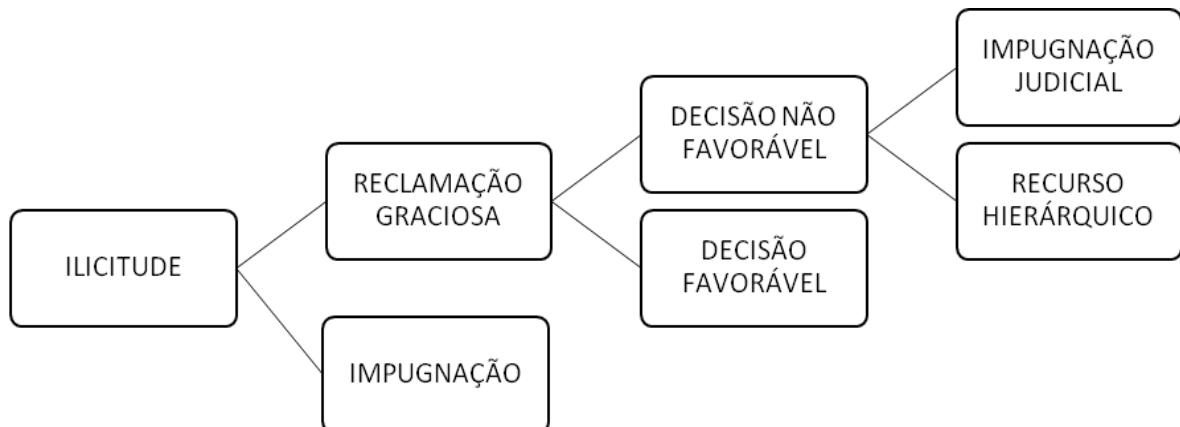 ILICITUDE
RECLAMAÇÃO
GRACIOSA
IMPUGNAÇÃO
DECISÃO NÃO
FAVORÁVEL
DECISÃO
FAVORÁVEL
IMPUGNAÇÃO
JUDICIAL
RECURSO
HIERÁRQUICO